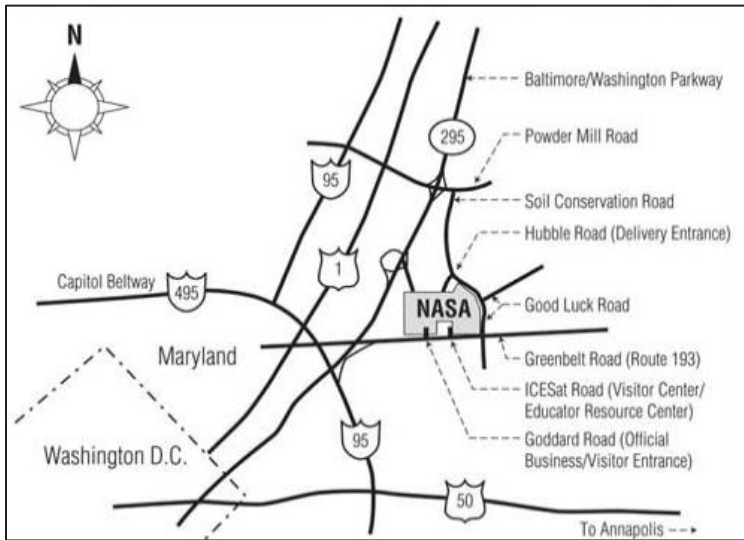 N
Baltimore/Washington Parkway
295
Powder Mill Road
95
Soil Conservation Road
Hubble Road (Delivery Entrance)
1
Capitol Beltway
495
NASA
Good Luck Road
Maryland
Greenbelt Road (Route 193)
ICESat Road (Visitor Center/
Educator Resource Center)
Goddard Road (Official
Business/Visitor Entrance)
95
Washington D.C.
50
To Annapolis